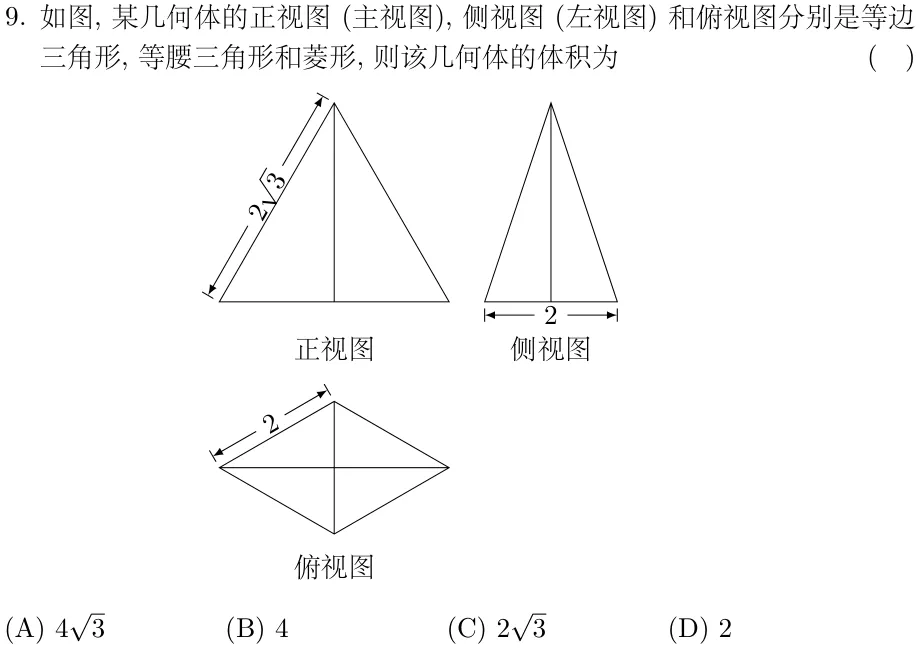 9. 如图, 某几何体的正视图 (主视图), 侧视图 (左视图) 和俯视图分别是等边
三角形, 等腰三角形和菱形, 则该几何体的体积为 ( )
2√3
2
正视图 侧视图
2
俯视图
(A) 4√3 (B) 4 (C) 2√3 (D) 2